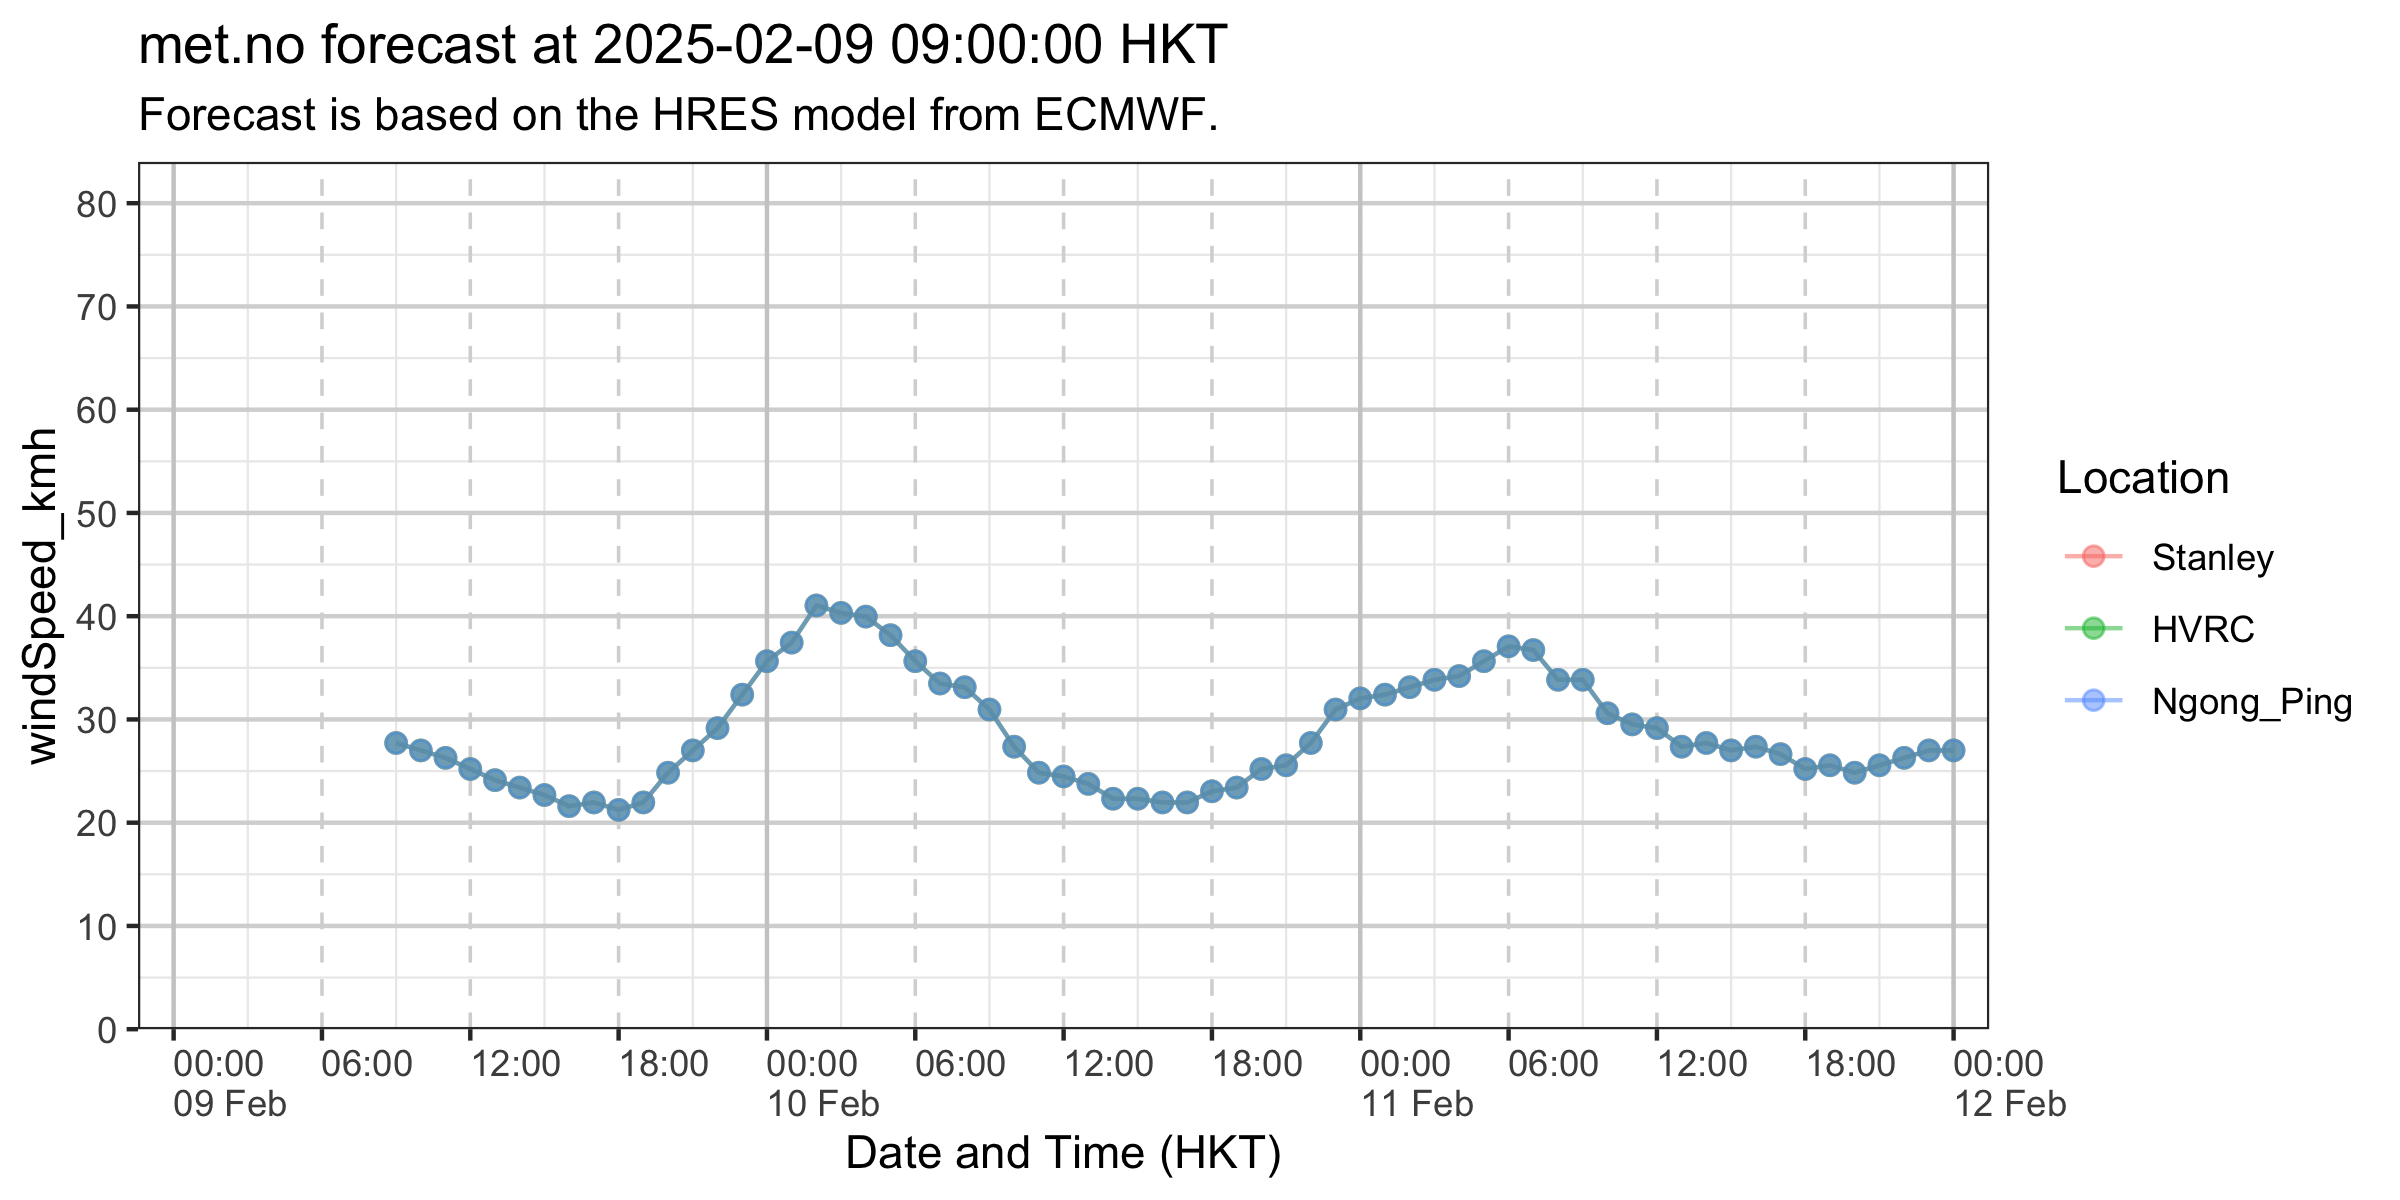 met.no forecast at 2025-02-09 09:00:00 HKT
Forecast is based on the HRES model from ECMWF.
windSpeed_kmh
80
70
60
50
40
30
20
10
0
00:00 06:00 12:00 18:00 00:00 06:00 12:00 18:00 00:00 06:00 12:00 18:00 00:00
09 Feb 10 Feb 11 Feb 12 Feb
Date and Time (HKT)
Location
Stanley
HVRC
Ngong_Ping